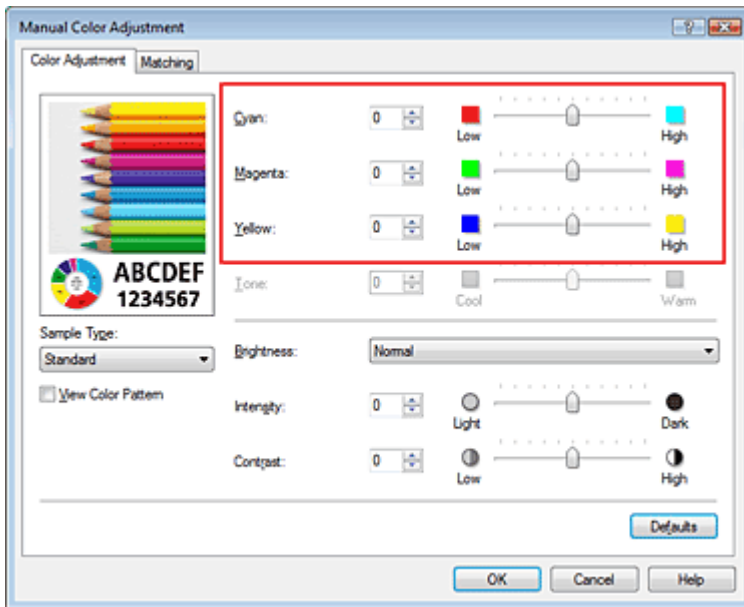 Manual Color Adjustment
Color Adjustment Matching
Cyan: 0 Low High
Magenta: 0 Low High
Yellow: 0 Low High
ABCDEF
1234567
Tone: 0 Cool Warm
Sample Type:
Standard
Brightness: Normal
View Color Pattern
Intensity: 0 Light Dark
Contrast: 0 Low High
Defaults
OK Cancel Help